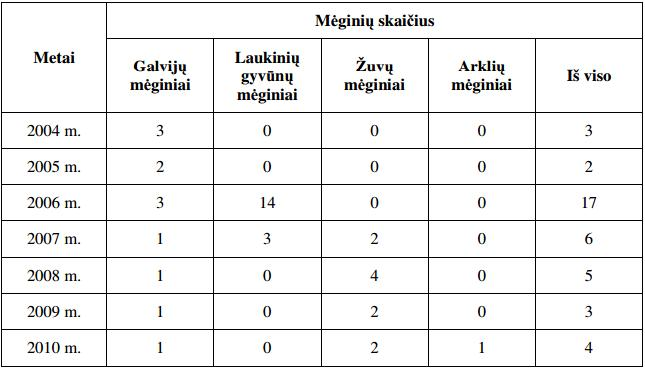 Metai
Mėginių skaičius
Galvijų mėginiai
Laukinių gyvūnų mėginiai
Žuvų mėginiai
Arklių mėginiai
Iš viso
2004 m. 3 0 0 0 3
2005 m. 2 0 0 0 2
2006 m. 3 14 0 0 17
2007 m. 1 3 2 0 6
2008 m. 1 0 4 0 5
2009 m. 1 0 2 0 3
2010 m. 1 0 2 1 4